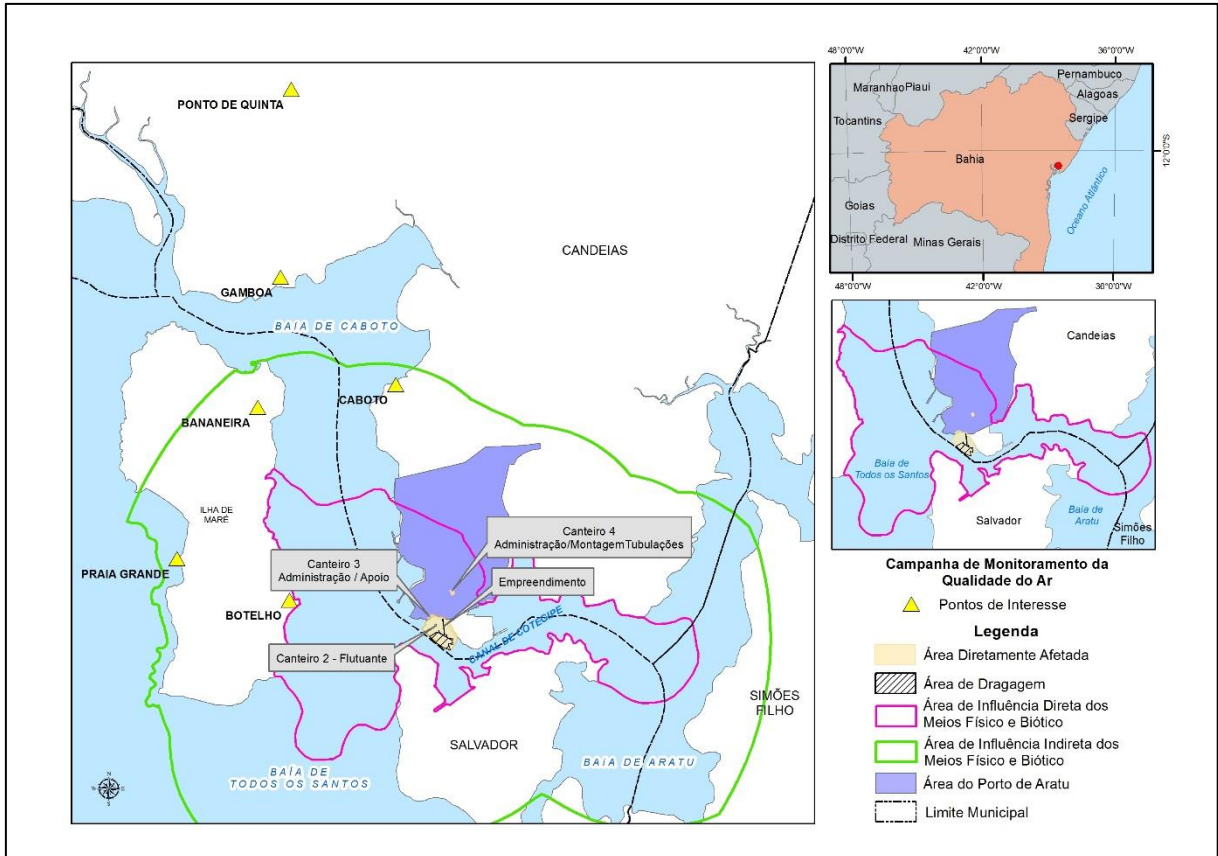 PONTO DE QUINTA
CANDEIAS
GAMBOA
BAÍA DE CABOTO
CABOTO
BANANEIRA
ILHA DE
MARÉ
Canteiro 4
Administração/Montagem Tubulações
Canteiro 3
Administração / Apoio
Empreendimento
PRAIA GRANDE
BOTELHO
CANAL DE COTEGIPE
Canteiro 2 - Flutuante
SIMÕES
FILHO
SALVADOR
BAÍA DE ARATU
BAÍA DE
TODOS OS SANTOS
N
S
48°0'0"W
42°0'0"W
36°0'0"W
Pernambuco
Maranhao
Piaui
Alagoas
Sergipe
Tocantins
12°0'0"S
Bahia
Oceano Atlântico
Goias
Distrito Federal
Minas Gerais
48°0'0"W
42°0'0"W
36°0'0"W
Candeias
Baía de
Todos os Santos
Salvador
Baía de
Aratu
Simões
Filho
Campanha de Monitoramento da
Qualidade do Ar
Pontos de Interesse
Legenda
Área Diretamente Afetada
Área de Dragagem
Área de Influência Direta dos
Meios Físico e Biótico
Área de Influência Indireta dos
Meios Físico e Biótico
Área do Porto de Aratu
Limite Municipal